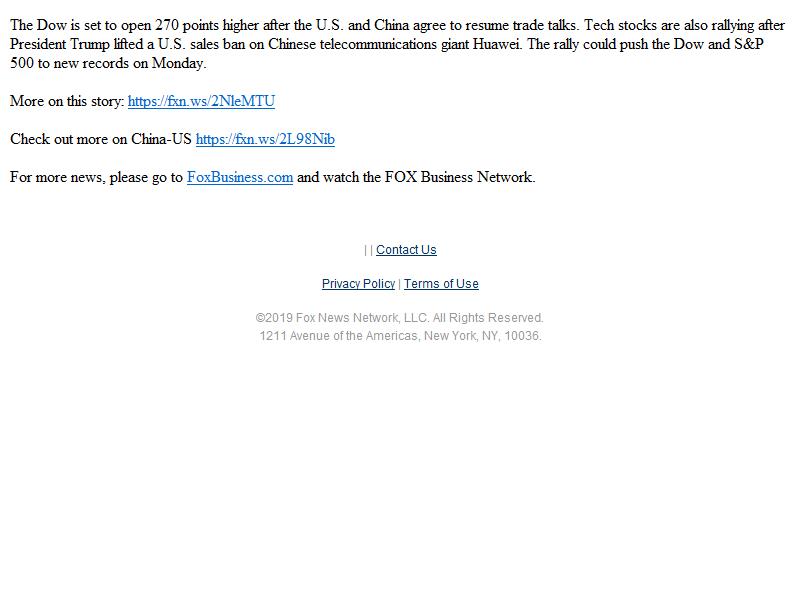 The Dow is set to open 270 points higher after the U.S. and China agree to resume trade talks. Tech stocks are also rallying after
President Trump lifted a U.S. sales ban on Chinese telecommunications giant Huawei. The rally could push the Dow and S&P
500 to new records on Monday.
More on this story: https://fxn.ws/2NleMTU
Check out more on China-US https://fxn.ws/2L98Nib
For more news, please go to FoxBusiness.com and watch the FOX Business Network.
| | Contact Us
Privacy Policy | Terms of Use
©2019 Fox News Network, LLC. All Rights Reserved.
1211 Avenue of the Americas, New York, NY, 10036.